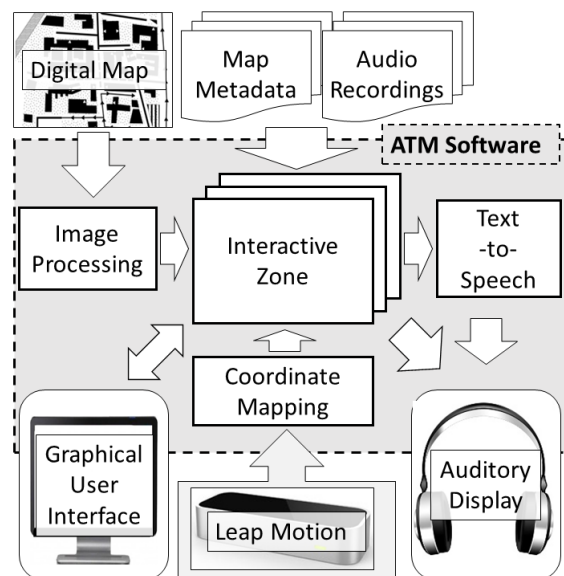 Digital Map
Map
Metadata
Audio
Recordings
ATM Software
Image
Processing
Interactive
Zone
Text
-to-
Speech
Coordinate
Mapping
Graphical
User
Interface
Leap Motion
Auditory
Display